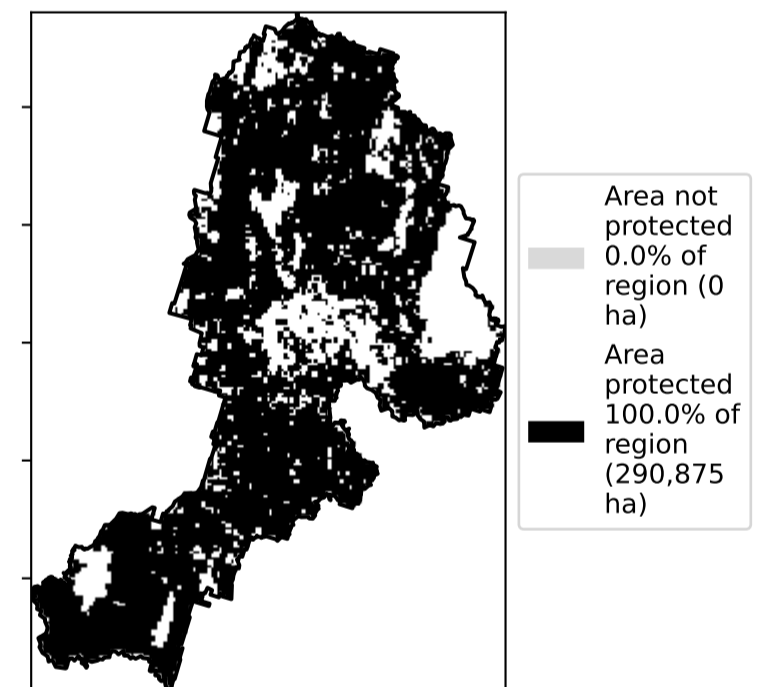 Area not
protected
0.0% of
region (0
ha)
Area
protected
100.0% of
region
(290,875
ha)